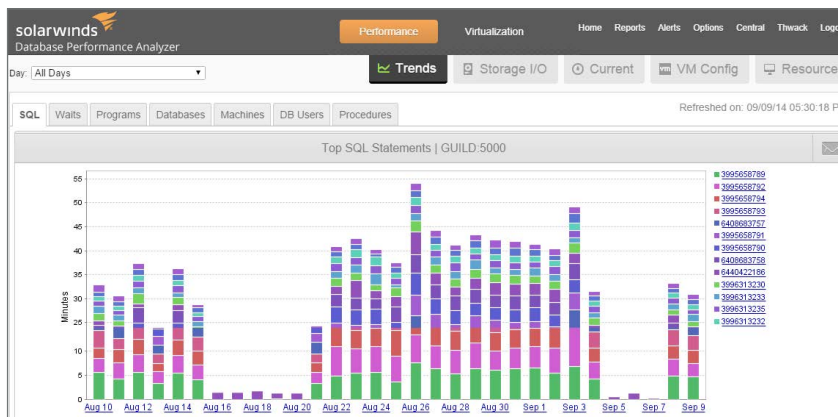 solarwinds
Database Performance Analyzer
Performance
Virtualization
Home Reports Alerts Options Central Thwack Logo
Day: All Days
Trends
Storage I/O
Current
VM Config
Resource
SQL
Waits
Programs
Databases
Machines
DB Users
Procedures
Refreshed on: 09/09/14 05:30:18 P
Top SQL Statements | GUILD:5000
3995658789
3995658792
3995658794
3995658793
6408683757
3995658791
3995658790
6408683758
6440422186
3996313230
3996313233
3996313235
3996313232
Minutes
55
50
45
40
35
30
25
20
15
10
5
0
Aug 10 Aug 12 Aug 14 Aug 16 Aug 18 Aug 20 Aug 22 Aug 24 Aug 26 Aug 28 Aug 30 Sep 1 Sep 3 Sep 5 Sep 7 Sep 9